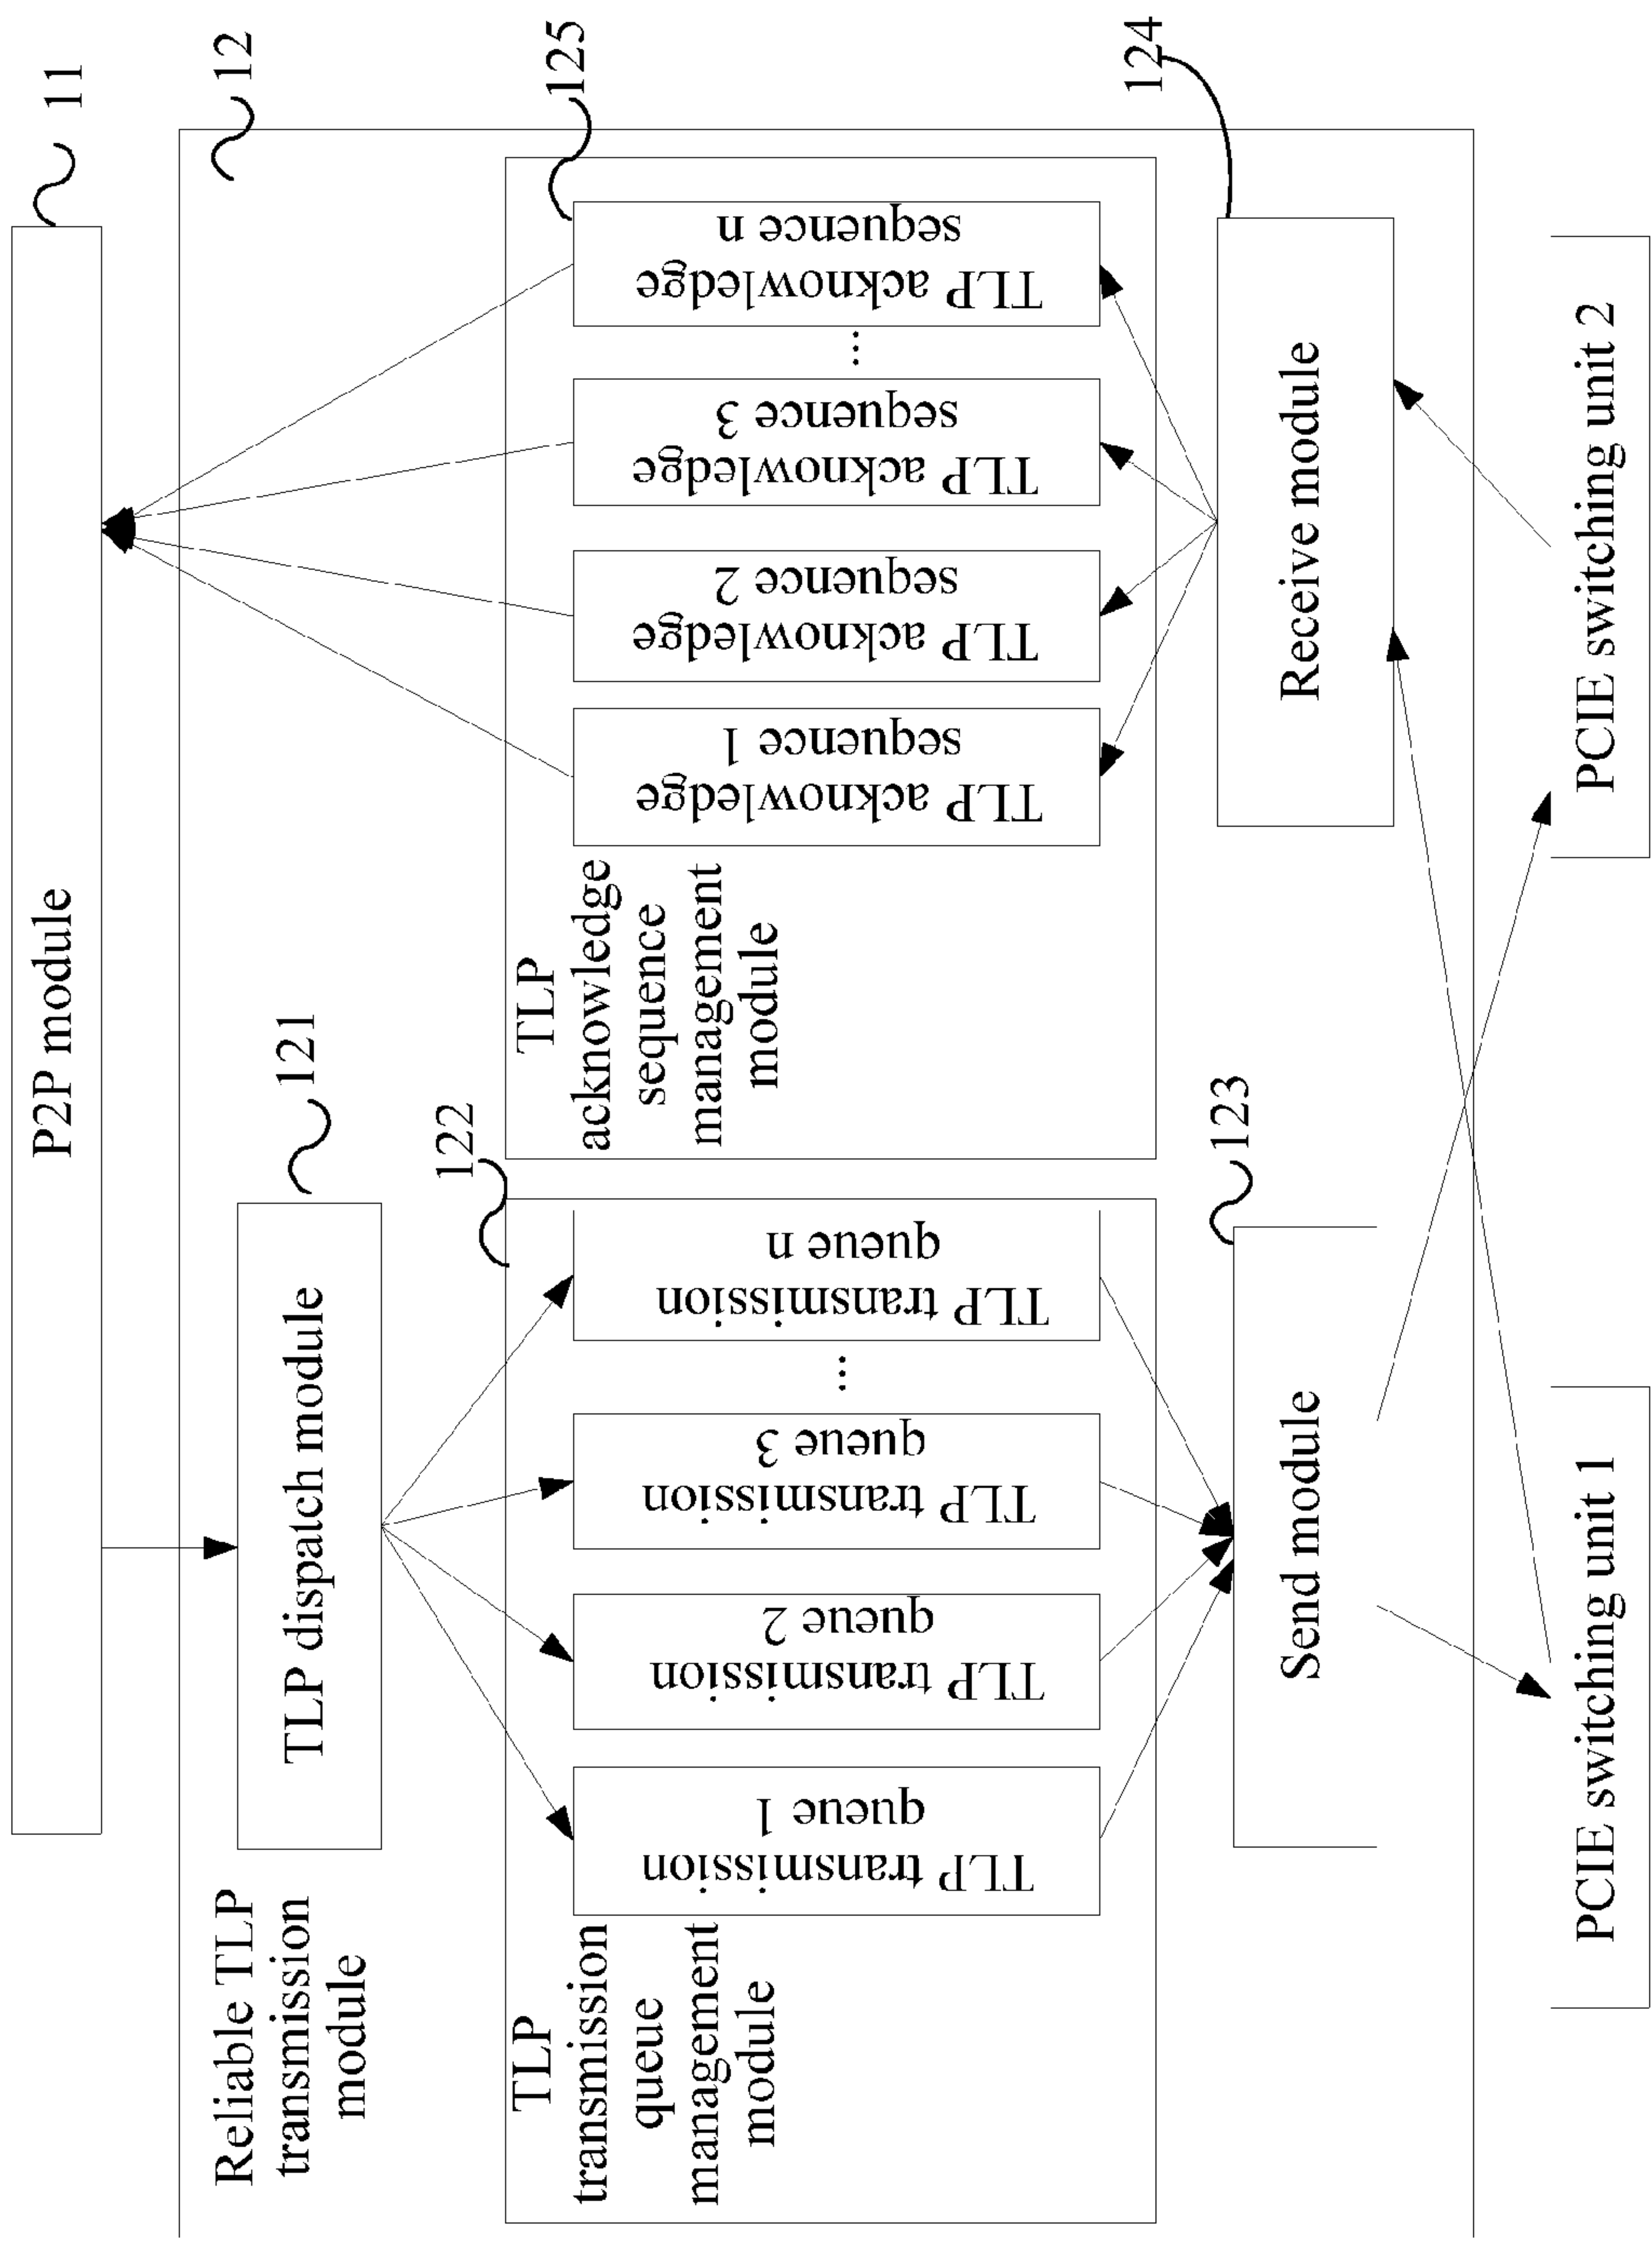 P2P module
11
12
Reliable TLP
transmission
module
TLP dispatch module
121
122
TLP
transmission
queue
management
module
TLP transmission
queue 1
TLP transmission
queue 2
TLP transmission
queue 3
...
TLP transmission
queue n
125
TLP
acknowledge
sequence
management
module
TLP acknowledge
sequence 1
TLP acknowledge
sequence 2
TLP acknowledge
sequence 3
...
TLP acknowledge
sequence n
Send module
123
Receive module
124
PCIE switching unit 1
PCIE switching unit 2